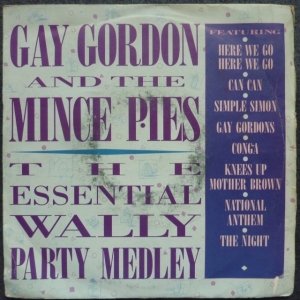 GAY GORDON
AND THE
MINCE PIES
THE
ESSENTIAL
WALLY
PARTY MEDLEY
FEATURING
HERE WE GO
HERE WE GO
CAN CAN
SIMPLE SIMON
GAY GORDONS
CONGA
KNEES UP
MOTHER BROWN
NATIONAL
ANTHEM
THE NIGHT